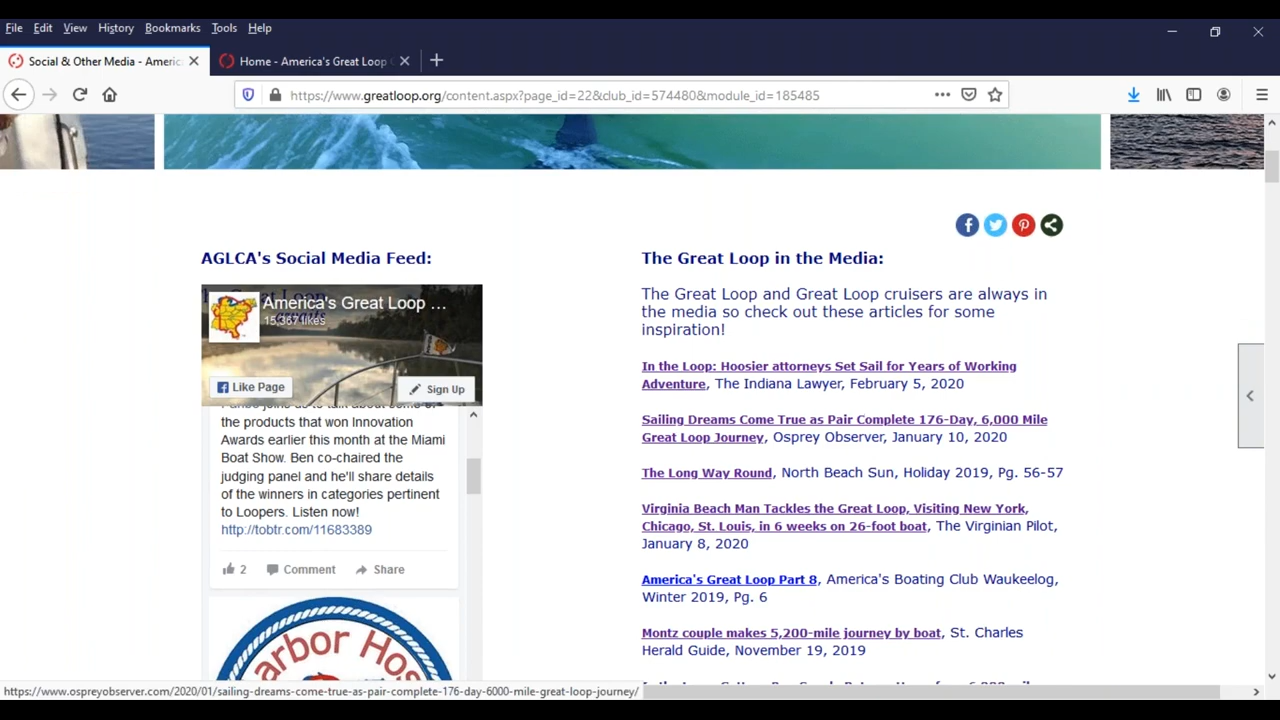 File Edit View History Bookmarks Tools Help
Social & Other Media - Americ
Home - America's Great Loop
https://www.greatloop.org/content.aspx?page_id=22&club_id=574480&module_id=185485
AGLCA's Social Media Feed:
America's Great Loop ...
15,367 likes
Like Page
Sign Up
the products that won Innovation
Awards earlier this month at the Miami
Boat Show. Ben co-chaired the
judging panel and he'll share details
of the winners in categories pertinent
to Loopers. Listen now!
http://tobtr.com/11683389
2 Comment Share
arbor Hos
The Great Loop in the Media:
The Great Loop and Great Loop cruisers are always in
the media so check out these articles for some
inspiration!
In the Loop: Hoosier attorneys Set Sail for Years of Working
Adventure, The Indiana Lawyer, February 5, 2020
Sailing Dreams Come True as Pair Complete 176-Day, 6,000 Mile
Great Loop Journey, Osprey Observer, January 10, 2020
The Long Way Round, North Beach Sun, Holiday 2019, Pg. 56-57
Virginia Beach Man Tackles the Great Loop, Visiting New York,
Chicago, St. Louis, in 6 weeks on 26-foot boat, The Virginian Pilot,
January 8, 2020
America's Great Loop Part 8, America's Boating Club Waukeelog,
Winter 2019, Pg. 6
Montz couple makes 5,200-mile journey by boat, St. Charles
Herald Guide, November 19, 2019
https://www.ospreyobserver.com/2020/01/sailing-dreams-come-true-as-pair-complete-176-day-6000-mile-great-loop-journey/